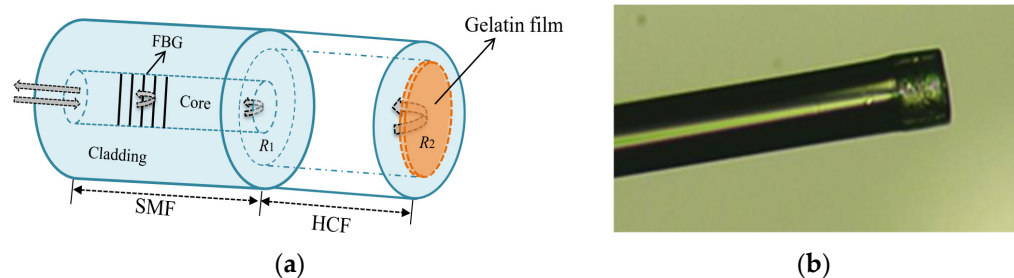 Gelatin film
FBG
Core
R1
R2
Cladding
SMF
HCF
(a)
(b)